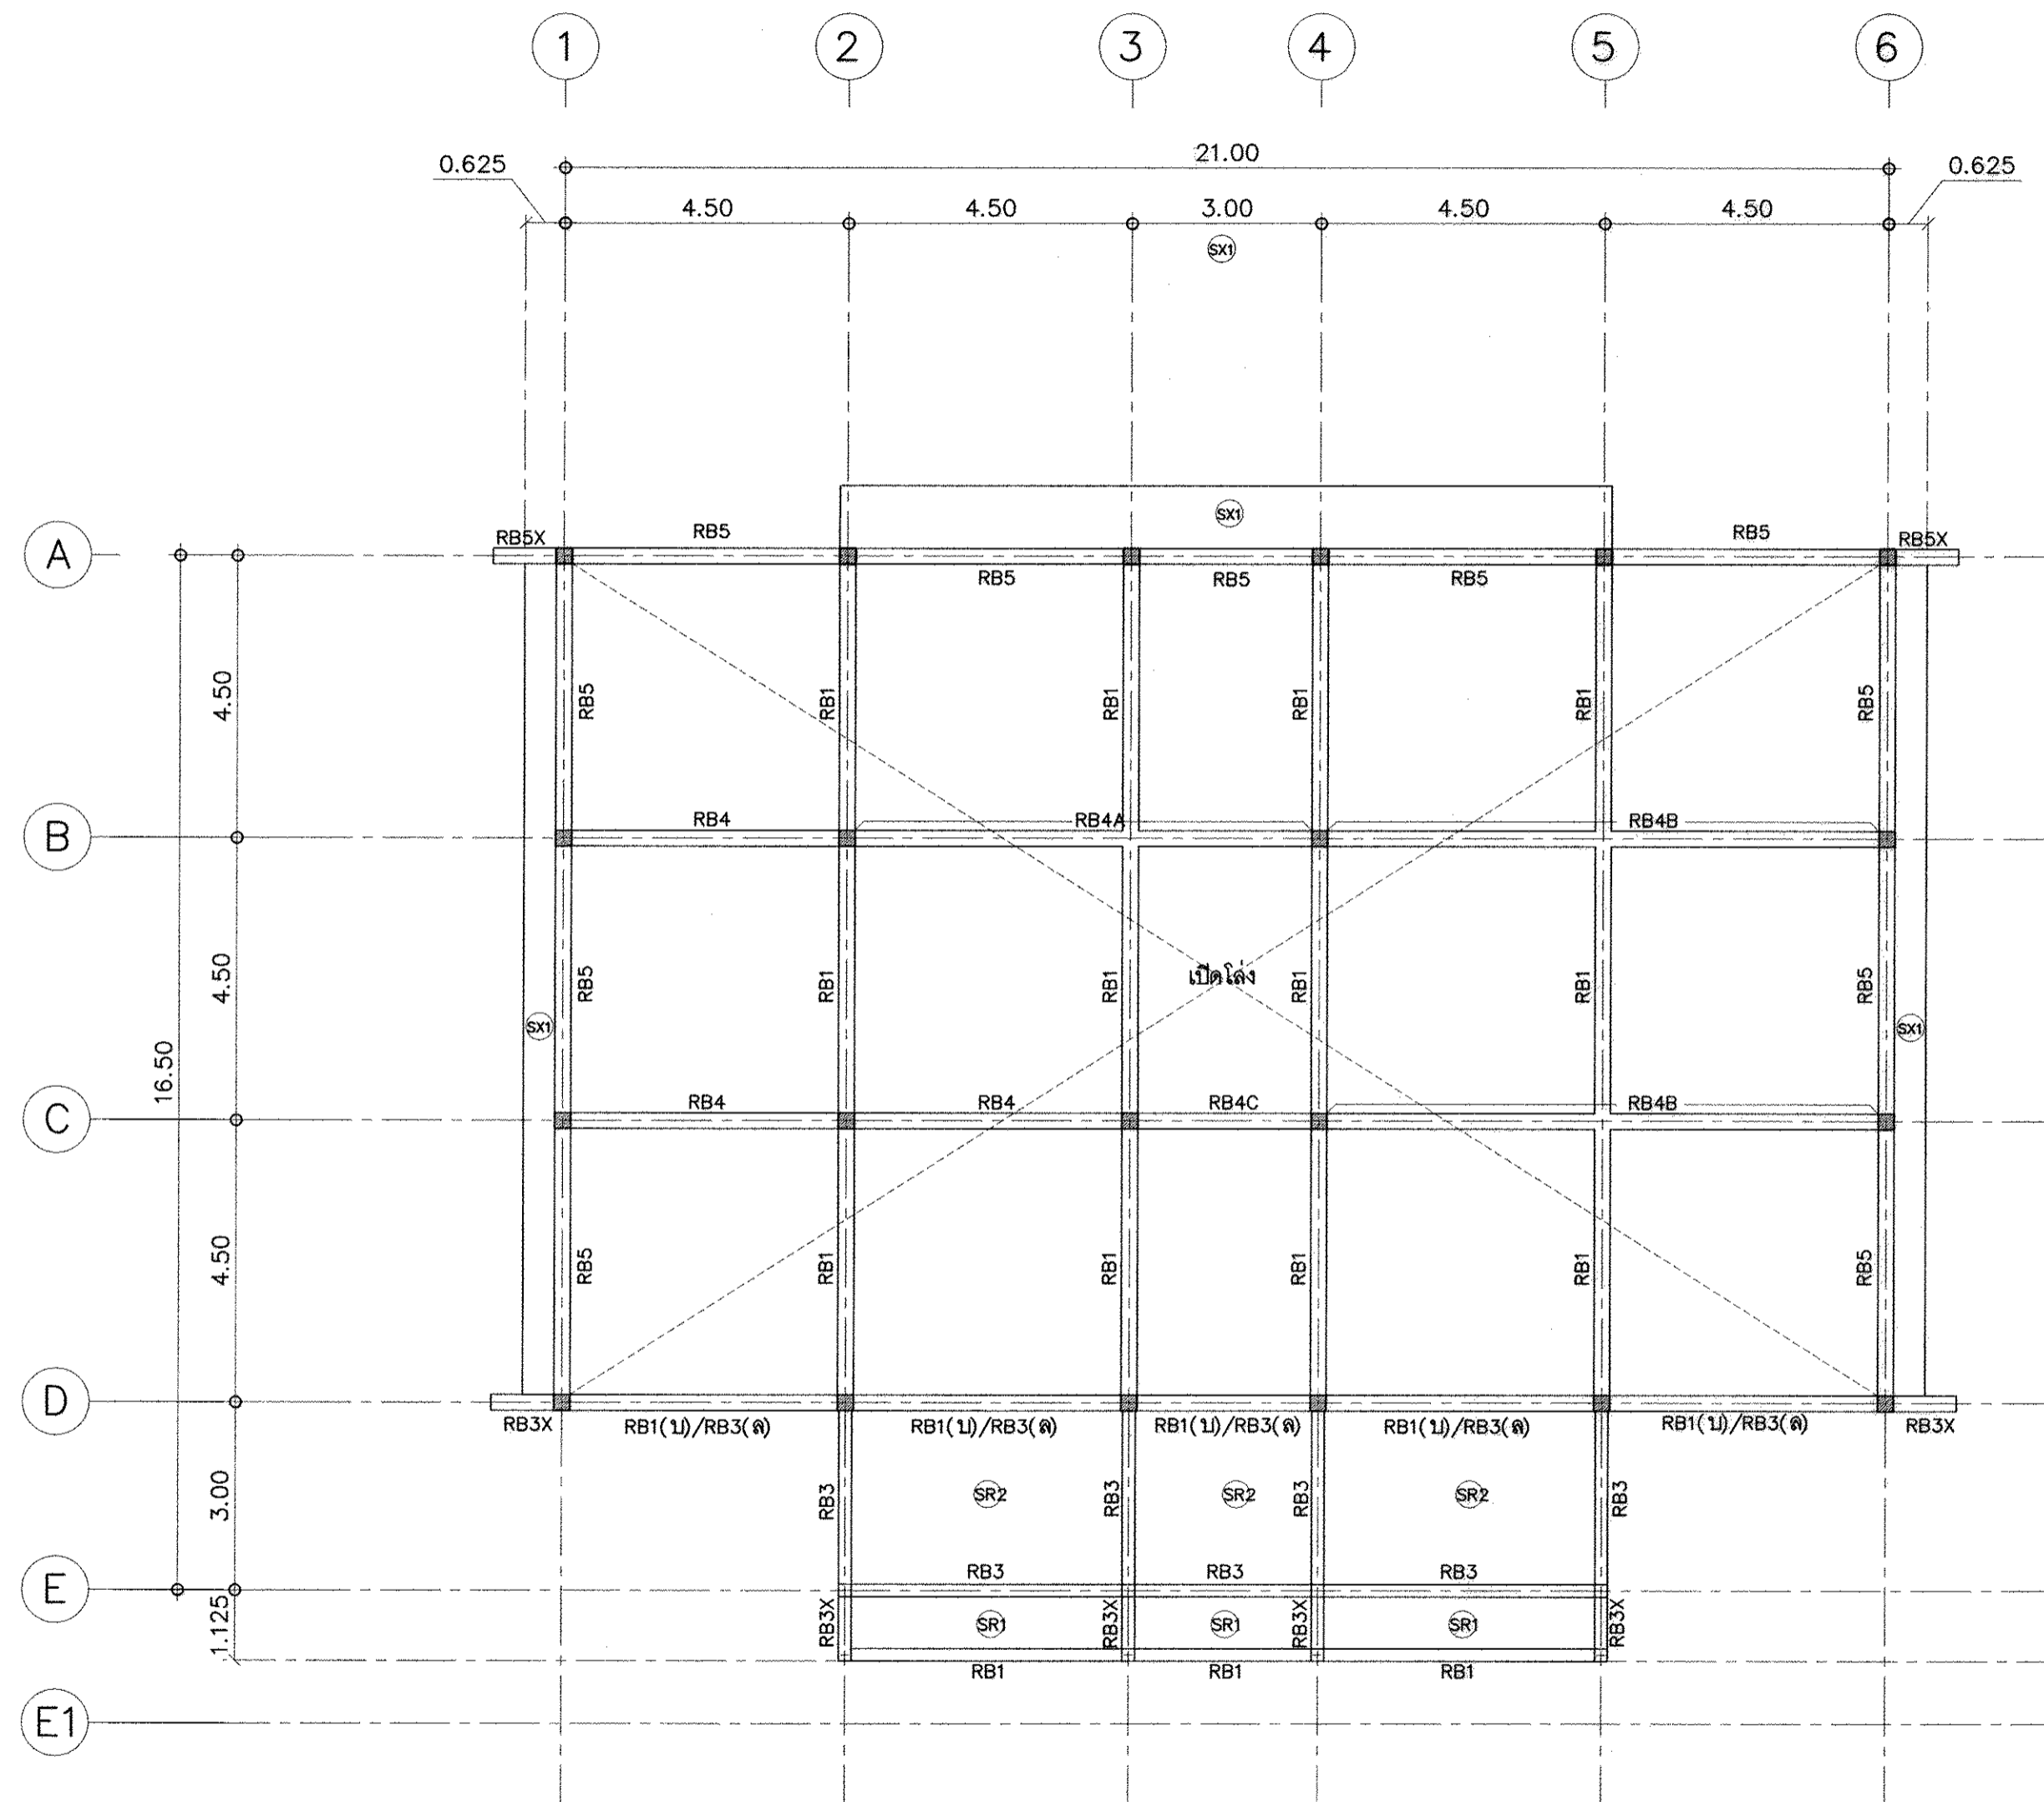 1 2 3 4 5 6
21.00
0.625 0.625
4.50 4.50 3.00 4.50 4.50
SX1
SX1
A RB5X RB5 RB5 RB5X
RB5 RB5 RB5
4.50 RB5 RB1 RB1 RB1 RB1 RB5
B RB4 RB4A RB4B
4.50 RB5 RB1 RB1 เปิดโล่ง RB1 RB1 RB5
SX1 SX1
16.50
C RB4 RB4 RB4C RB4B
4.50 RB5 RB1 RB1 RB1 RB1 RB5
D
RB3X RB1(บ)/RB3(ล) RB1(บ)/RB3(ล) RB1(บ)/RB3(ล) RB1(บ)/RB3(ล) RB1(บ)/RB3(ล) RB3X
3.00 RB3 SR2 RB3 SR2 RB3 SR2 RB3
E RB3 RB3 RB3
1.125 RB3X SR1 RB3X SR1 RB3X SR1 RB3X
RB1 RB1 RB1
E1